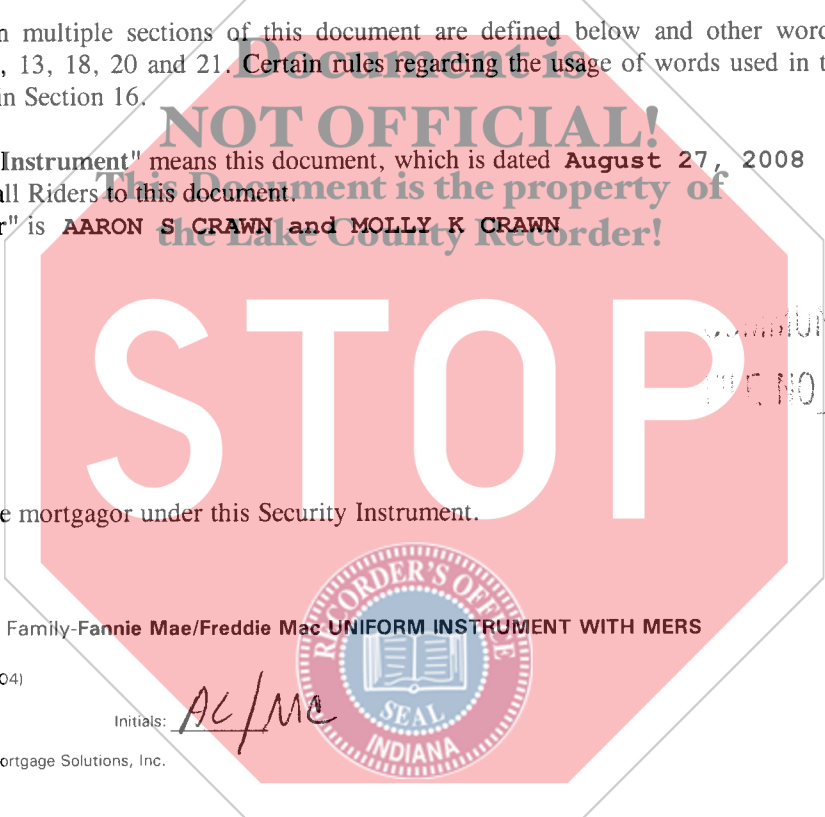 n multiple sections of this document are defined below and other word
Document is
, 13, 18, 20 and 21. Certain rules regarding the usage of words used in t
in Section 16.
NOT OFFICIAL!
Instrument" means this document, which is dated August 27, 2008
This Document is the property of
all Riders to this document.
r" is AARON S CRAWN and MOLLY K CRAWN
the Lake County Recorder!
STOP
FILE NO
e mortgagor under this Security Instrument.
RECORDER'S OFFICE
Family-Fannie Mae/Freddie Mac UNIFORM INSTRUMENT WITH MERS
04)
Initials: AC/MC
SEAL
INDIANA
ortgage Solutions, Inc.